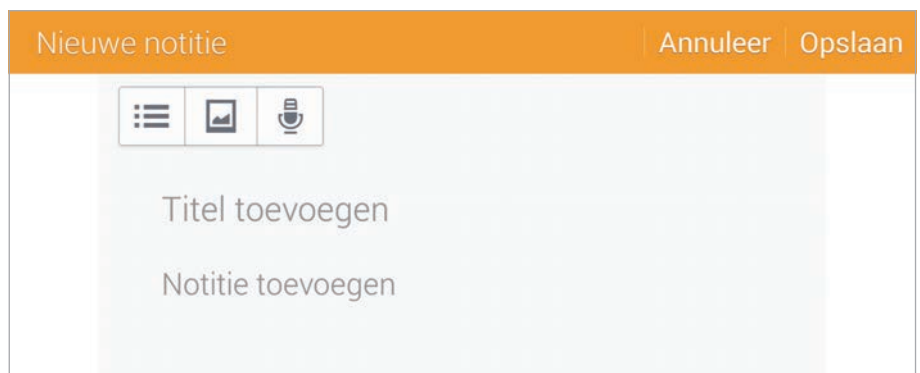 Nieuwe notitie Annuleer Opslaan
Titel toevoegen
Notitie toevoegen